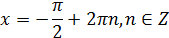 x = −π/2 + 2πn, n ∈ Z